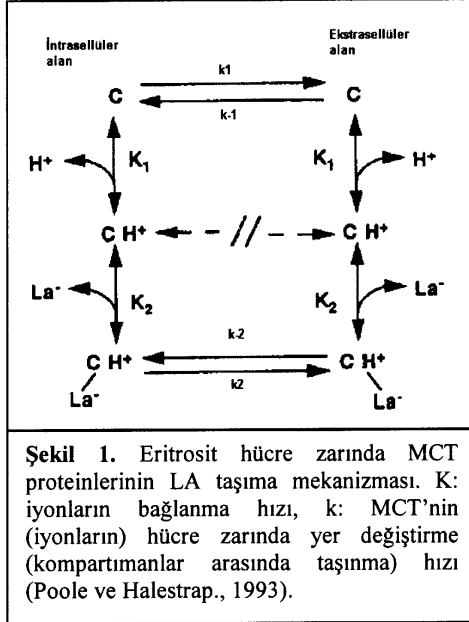 İntrasellüler
alan
Ekstrasellüler
alan
k1
C
C
k-1
H+
K1
K1
H+
C H+
C H+
La-
K2
K2
La-
k-2
C H+
C H+
k2
La-
La-
Şekil 1. Eritrosit hücre zarında MCT
proteinlerinin LA taşıma mekanizması. K:
iyonların bağlanma hızı, k: MCT'nin
(iyonların) hücre zarında yer değiştirme
(kompartımanlar arasında taşınma) hızı
(Poole ve Halestrap., 1993).